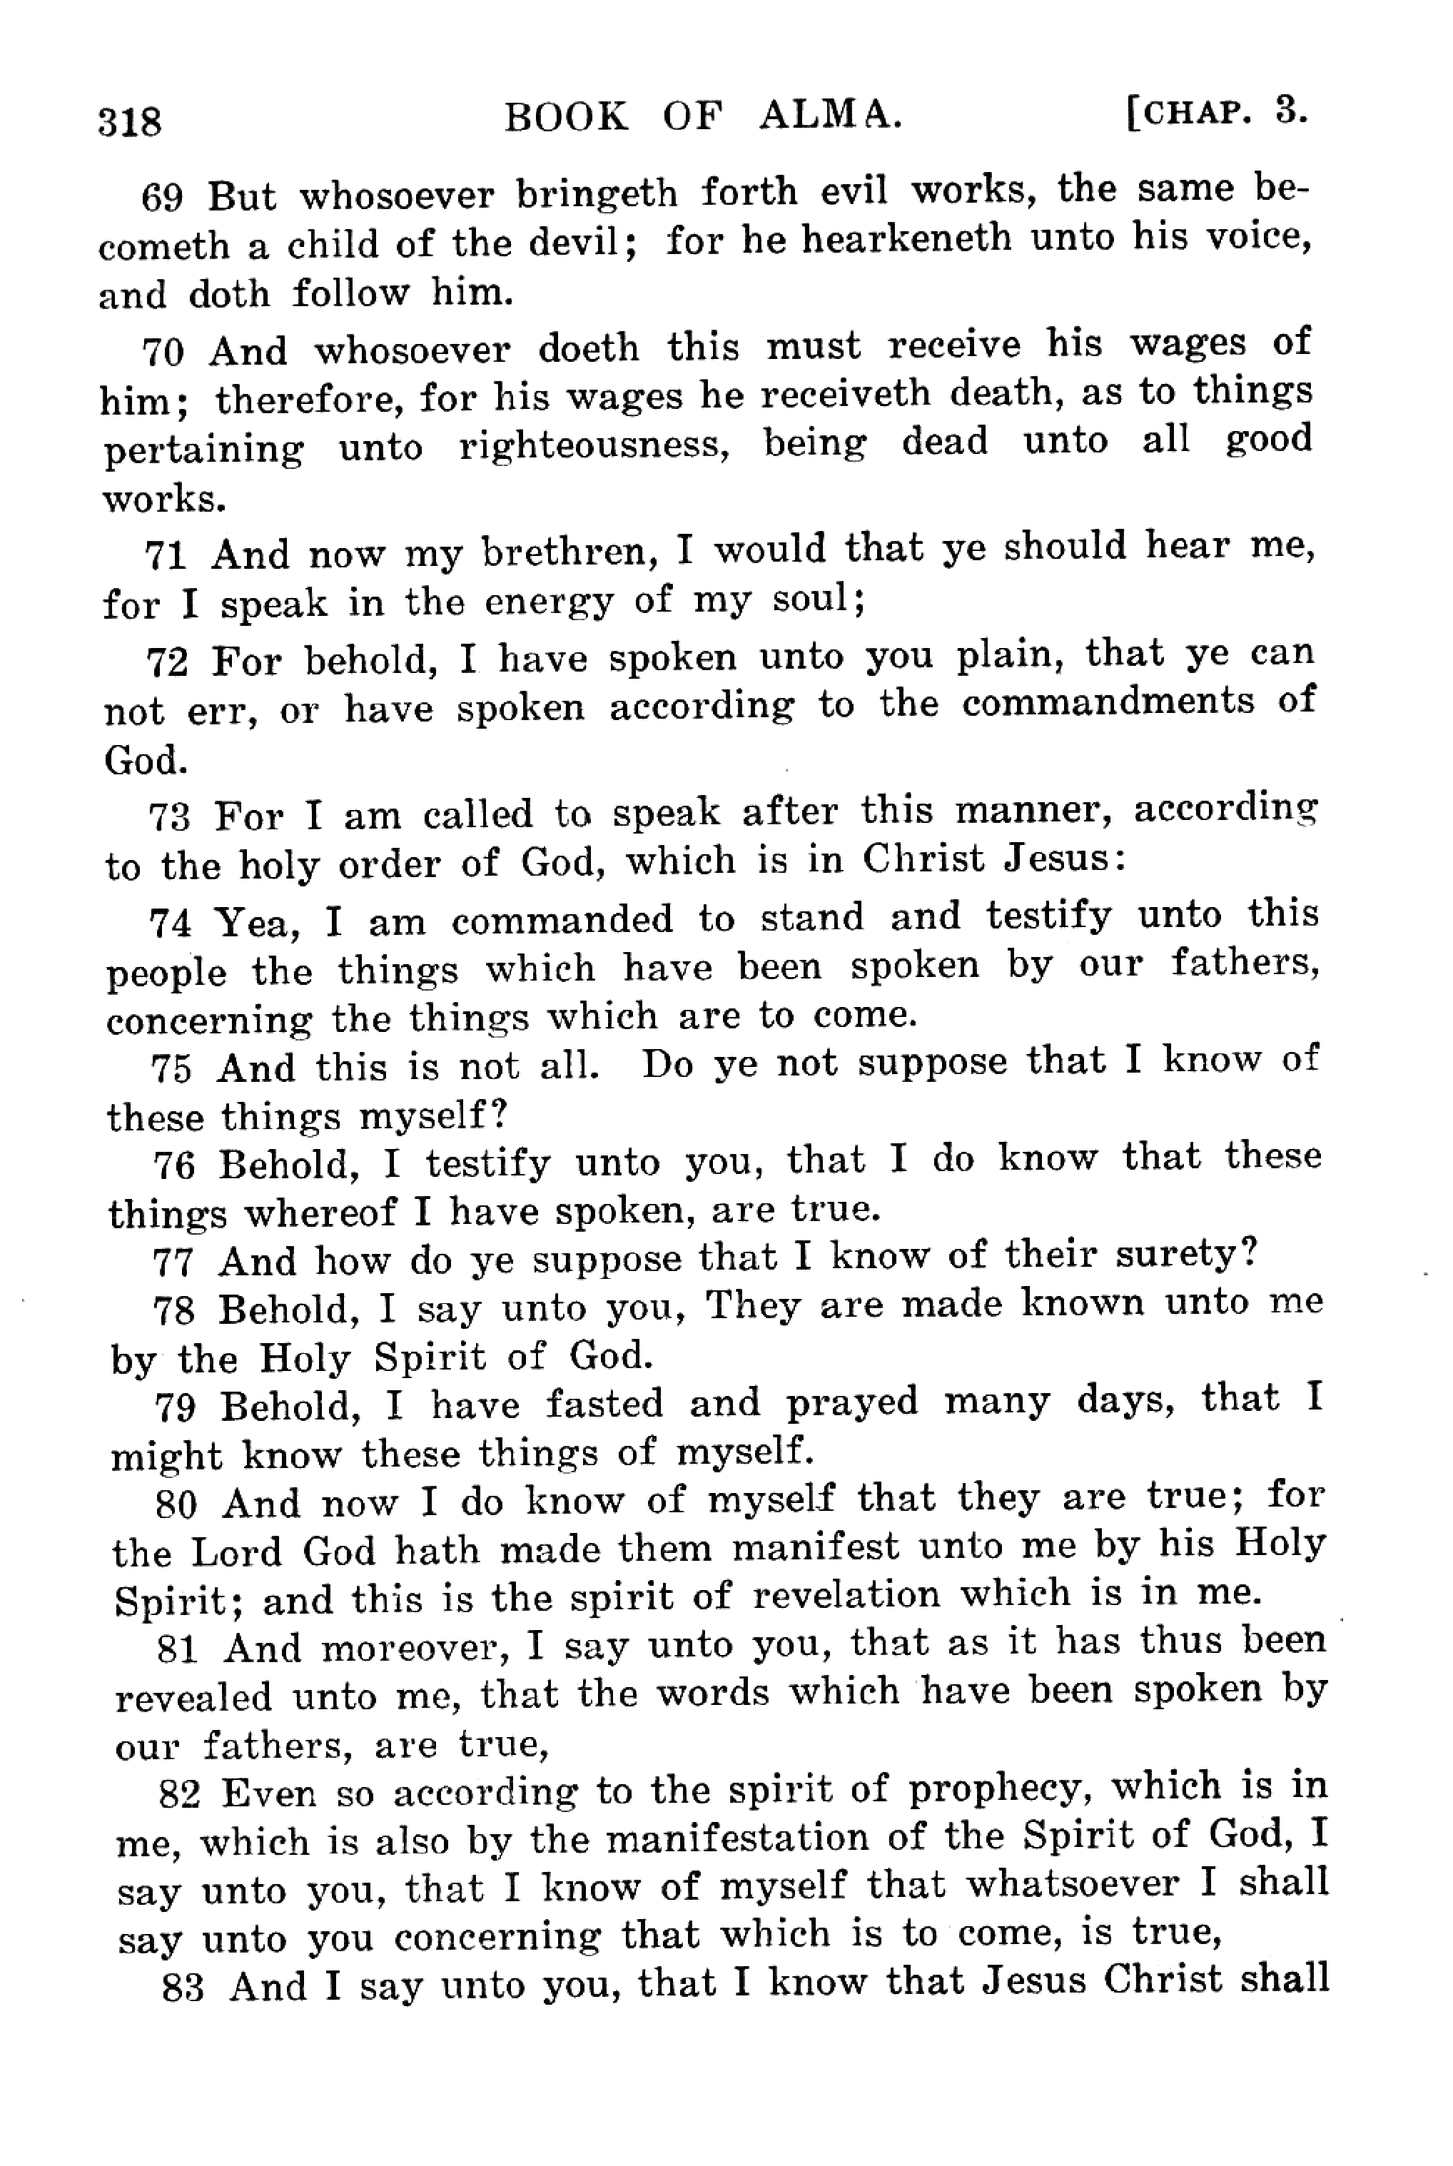 318 BOOK OF ALMA. [CHAP. 3.
69 But whosoever bringeth forth evil works, the same be-
cometh a child of the devil; for he hearkeneth unto his voice,
and doth follow him.
70 And whosoever doeth this must receive his wages of
him; therefore, for his wages he receiveth death, as to things
pertaining unto righteousness, being dead unto all good
works.
71 And now my brethren, I would that ye should hear me,
for I speak in the energy of my soul;
72 For behold, I have spoken unto you plain, that ye can
not err, or have spoken according to the commandments of
God.
73 For I am called to speak after this manner, according
to the holy order of God, which is in Christ Jesus:
74 Yea, I am commanded to stand and testify unto this
people the things which have been spoken by our fathers,
concerning the things which are to come.
75 And this is not all. Do ye not suppose that I know of
these things myself?
76 Behold, I testify unto you, that I do know that these
things whereof I have spoken, are true.
77 And how do ye suppose that I know of their surety?
78 Behold, I say unto you, They are made known unto me
by the Holy Spirit of God.
79 Behold, I have fasted and prayed many days, that I
might know these things of myself.
80 And now I do know of myself that they are true; for
the Lord God hath made them manifest unto me by his Holy
Spirit; and this is the spirit of revelation which is in me.
81 And moreover, I say unto you, that as it has thus been
revealed unto me, that the words which have been spoken by
our fathers, are true,
82 Even so according to the spirit of prophecy, which is in
me, which is also by the manifestation of the Spirit of God, I
say unto you, that I know of myself that whatsoever I shall
say unto you concerning that which is to come, is true,
83 And I say unto you, that I know that Jesus Christ shall